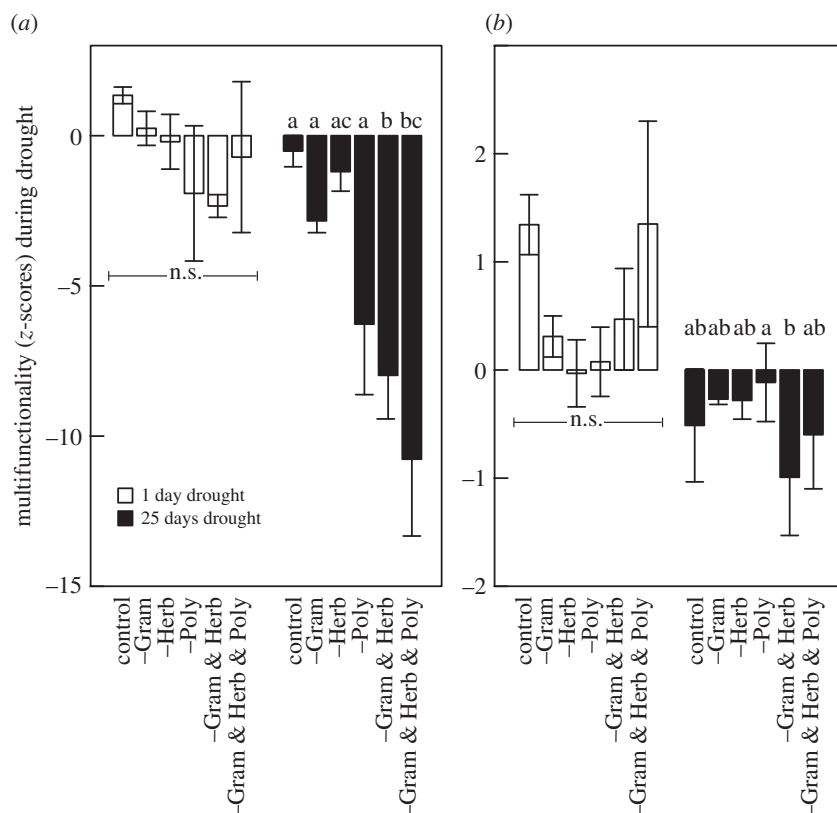 (a)
(b)
multifunctionality (z-scores) during drought
0
−5
−10
−15
a a ac a b bc
n.s.
1 day drought
25 days drought
control
−Gram
−Herb
−Poly
−Gram & Herb
−Gram & Herb & Poly
control
−Gram
−Herb
−Poly
−Gram & Herb
−Gram & Herb & Poly
2
1
0
−1
−2
ab ab ab a b ab
n.s.
control
−Gram
−Herb
−Poly
−Gram & Herb
−Gram & Herb & Poly
control
−Gram
−Herb
−Poly
−Gram & Herb
−Gram & Herb & Poly